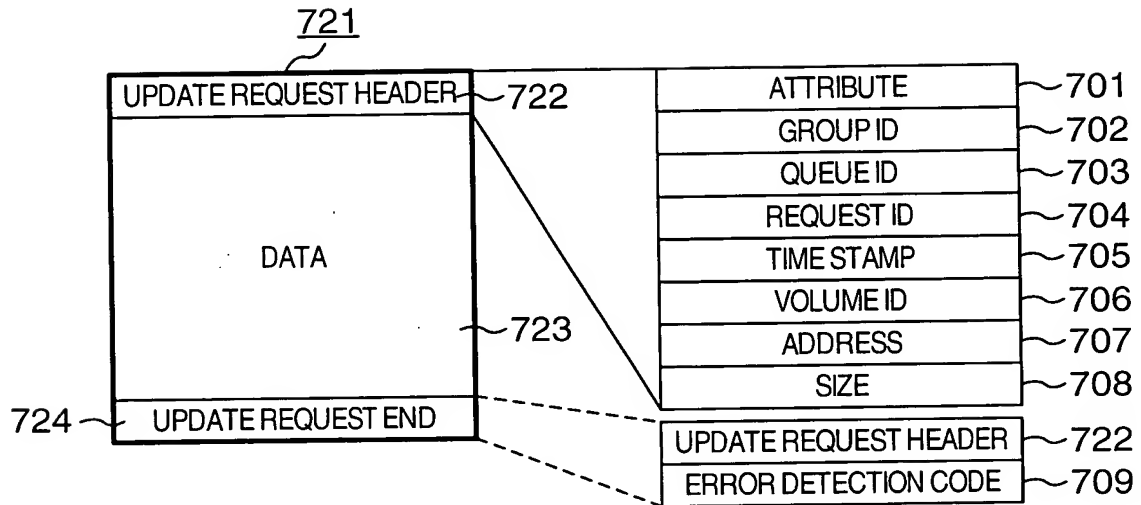 721
UPDATE REQUEST HEADER 722
DATA
723
724 UPDATE REQUEST END
ATTRIBUTE 701
GROUP ID 702
QUEUE ID 703
REQUEST ID 704
TIME STAMP 705
VOLUME ID 706
ADDRESS 707
SIZE 708
UPDATE REQUEST HEADER 722
ERROR DETECTION CODE 709